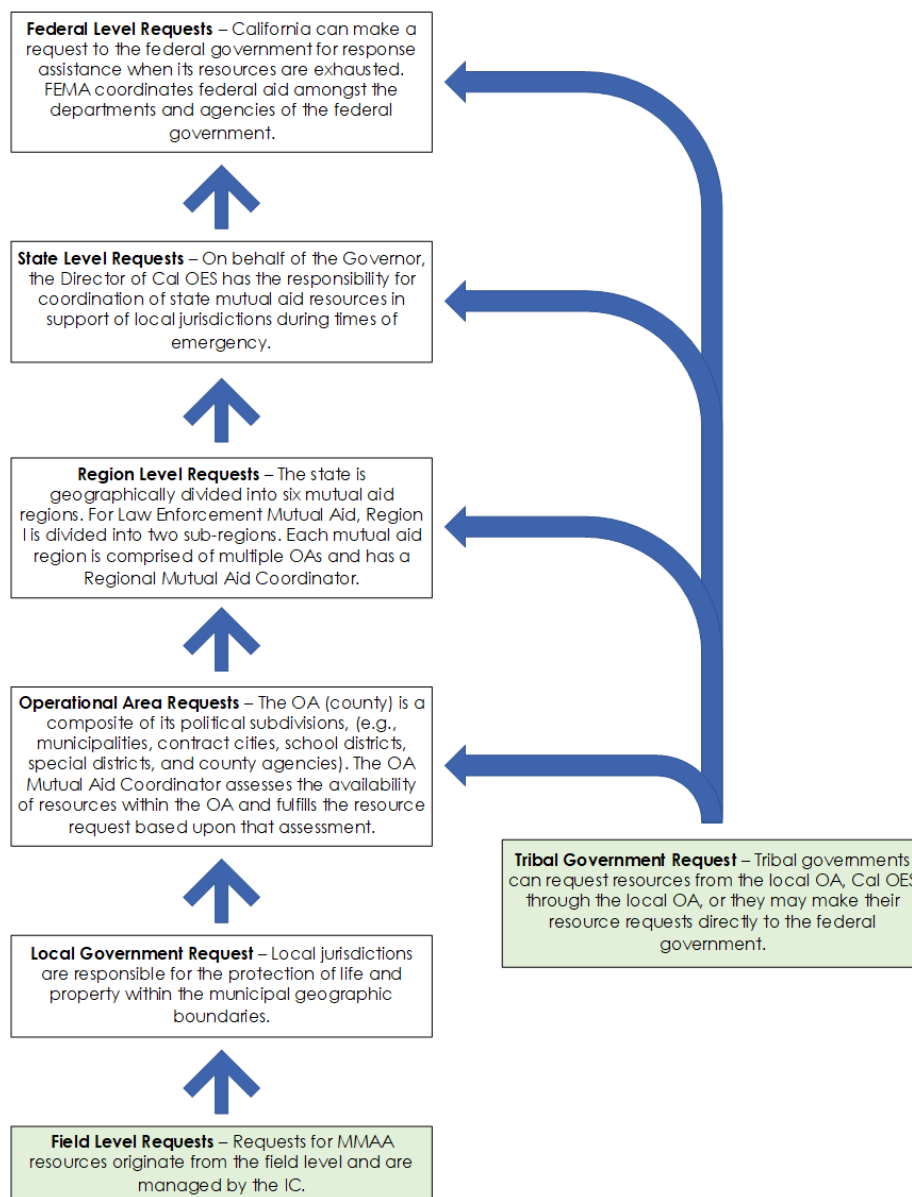 Federal Level Requests – California can make a
request to the federal government for response
assistance when its resources are exhausted.
FEMA coordinates federal aid amongst the
departments and agencies of the federal
government.
State Level Requests – On behalf of the Governor,
the Director of Cal OES has the responsibility for
coordination of state mutual aid resources in
support of local jurisdictions during times of
emergency.
Region Level Requests – The state is
geographically divided into six mutual aid
regions. For Law Enforcement Mutual Aid, Region
I is divided into two sub-regions. Each mutual aid
region is comprised of multiple OAs and has a
Regional Mutual Aid Coordinator.
Operational Area Requests – The OA (county) is a
composite of its political subdivisions, (e.g.,
municipalities, contract cities, school districts,
special districts, and county agencies). The OA
Mutual Aid Coordinator assesses the availability
of resources within the OA and fulfills the resource
request based upon that assessment.
Tribal Government Request – Tribal governments
can request resources from the local OA, Cal OES
through the local OA, or they may make their
resource requests directly to the federal
government.
Local Government Request – Local jurisdictions
are responsible for the protection of life and
property within the municipal geographic
boundaries.
Field Level Requests – Requests for MMAA
resources originate from the field level and are
managed by the IC.